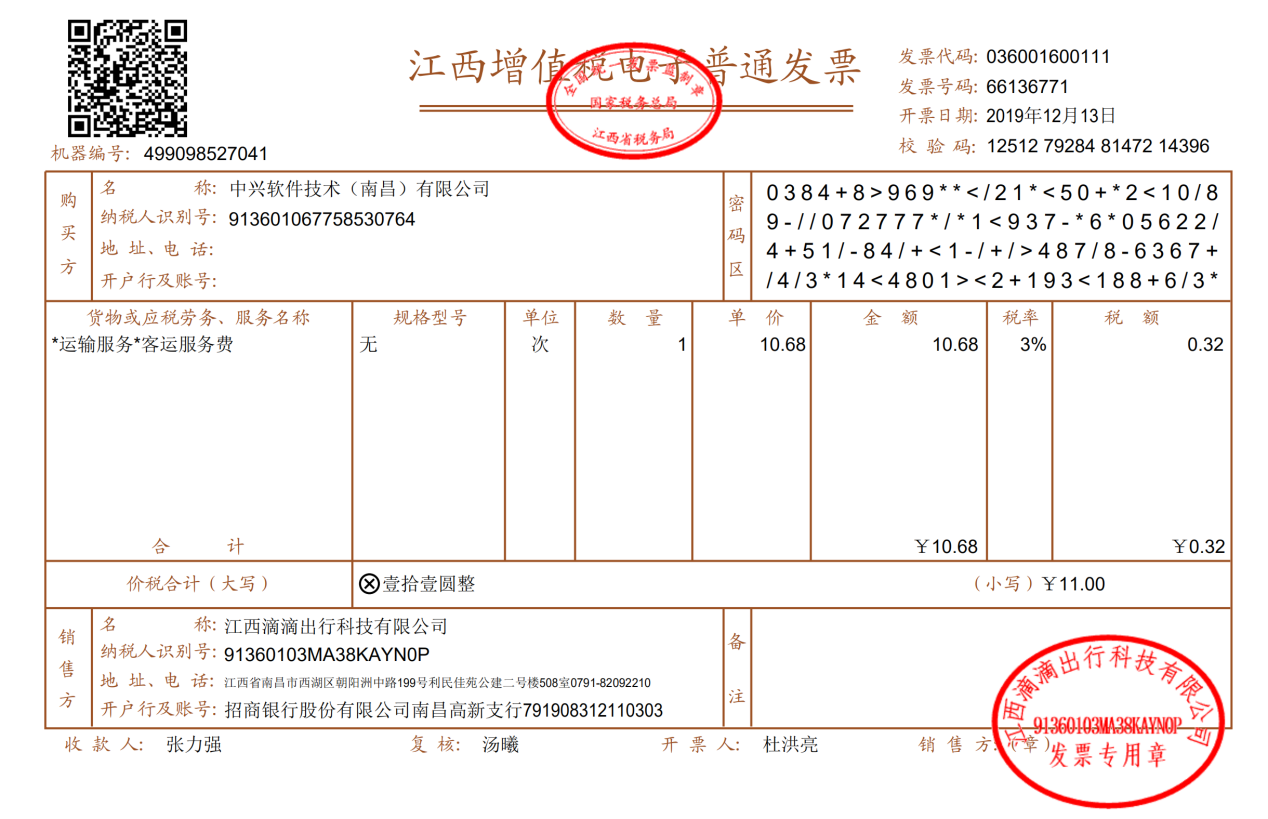 江西增值税电子普通发票
全国统一发票监制章
国家税务总局
江西省税务局
发票代码: 036001600111
发票号码: 66136771
开票日期: 2019年12月13日
校 验 码: 12512 79284 81472 14396
机器编号: 499098527041
购买方
名 称: 中兴软件技术（南昌）有限公司
纳税人识别号: 913601067758530764
地 址、电 话:
开户行及账号:
密码区
0384+8>969**</21*<50+*2<10/8
9-//072777*/*1<937-*6*05622/
4+51/-84/+<1-/+/>487/8-6367+
/4/3*14<4801><2+193<188+6/3*
货物或应税劳务、服务名称 规格型号 单位 数 量 单 价 金 额 税率 税 额
*运输服务*客运服务费 无 次 1 10.68 10.68 3% 0.32
合 计 ￥10.68 ￥0.32
价税合计（大写） ⊗壹拾壹圆整 （小写）￥11.00
销售方
名 称: 江西滴滴出行科技有限公司
纳税人识别号: 91360103MA38KAYN0P
地 址、电 话: 江西省南昌市西湖区朝阳洲中路199号利民佳苑公建二号楼508室0791-82092210
开户行及账号: 招商银行股份有限公司南昌高新支行791908312110303
备注
收 款 人: 张力强 复 核: 汤曦 开 票 人: 杜洪亮 销 售 方:（章）
江西滴滴出行科技有限公司
91360103MA38KAYN0P
发票专用章